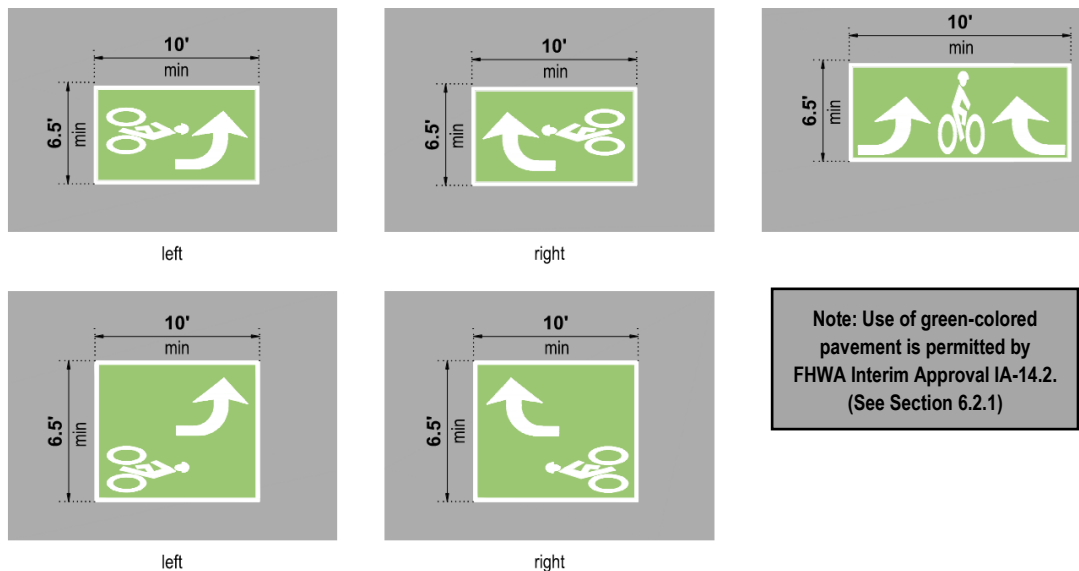 10'
min
6.5'
min
left
10'
min
6.5'
min
right
10'
min
6.5'
min
10'
min
6.5'
min
left
10'
min
6.5'
min
right
Note: Use of green-colored
pavement is permitted by
FHWA Interim Approval IA-14.2.
(See Section 6.2.1)